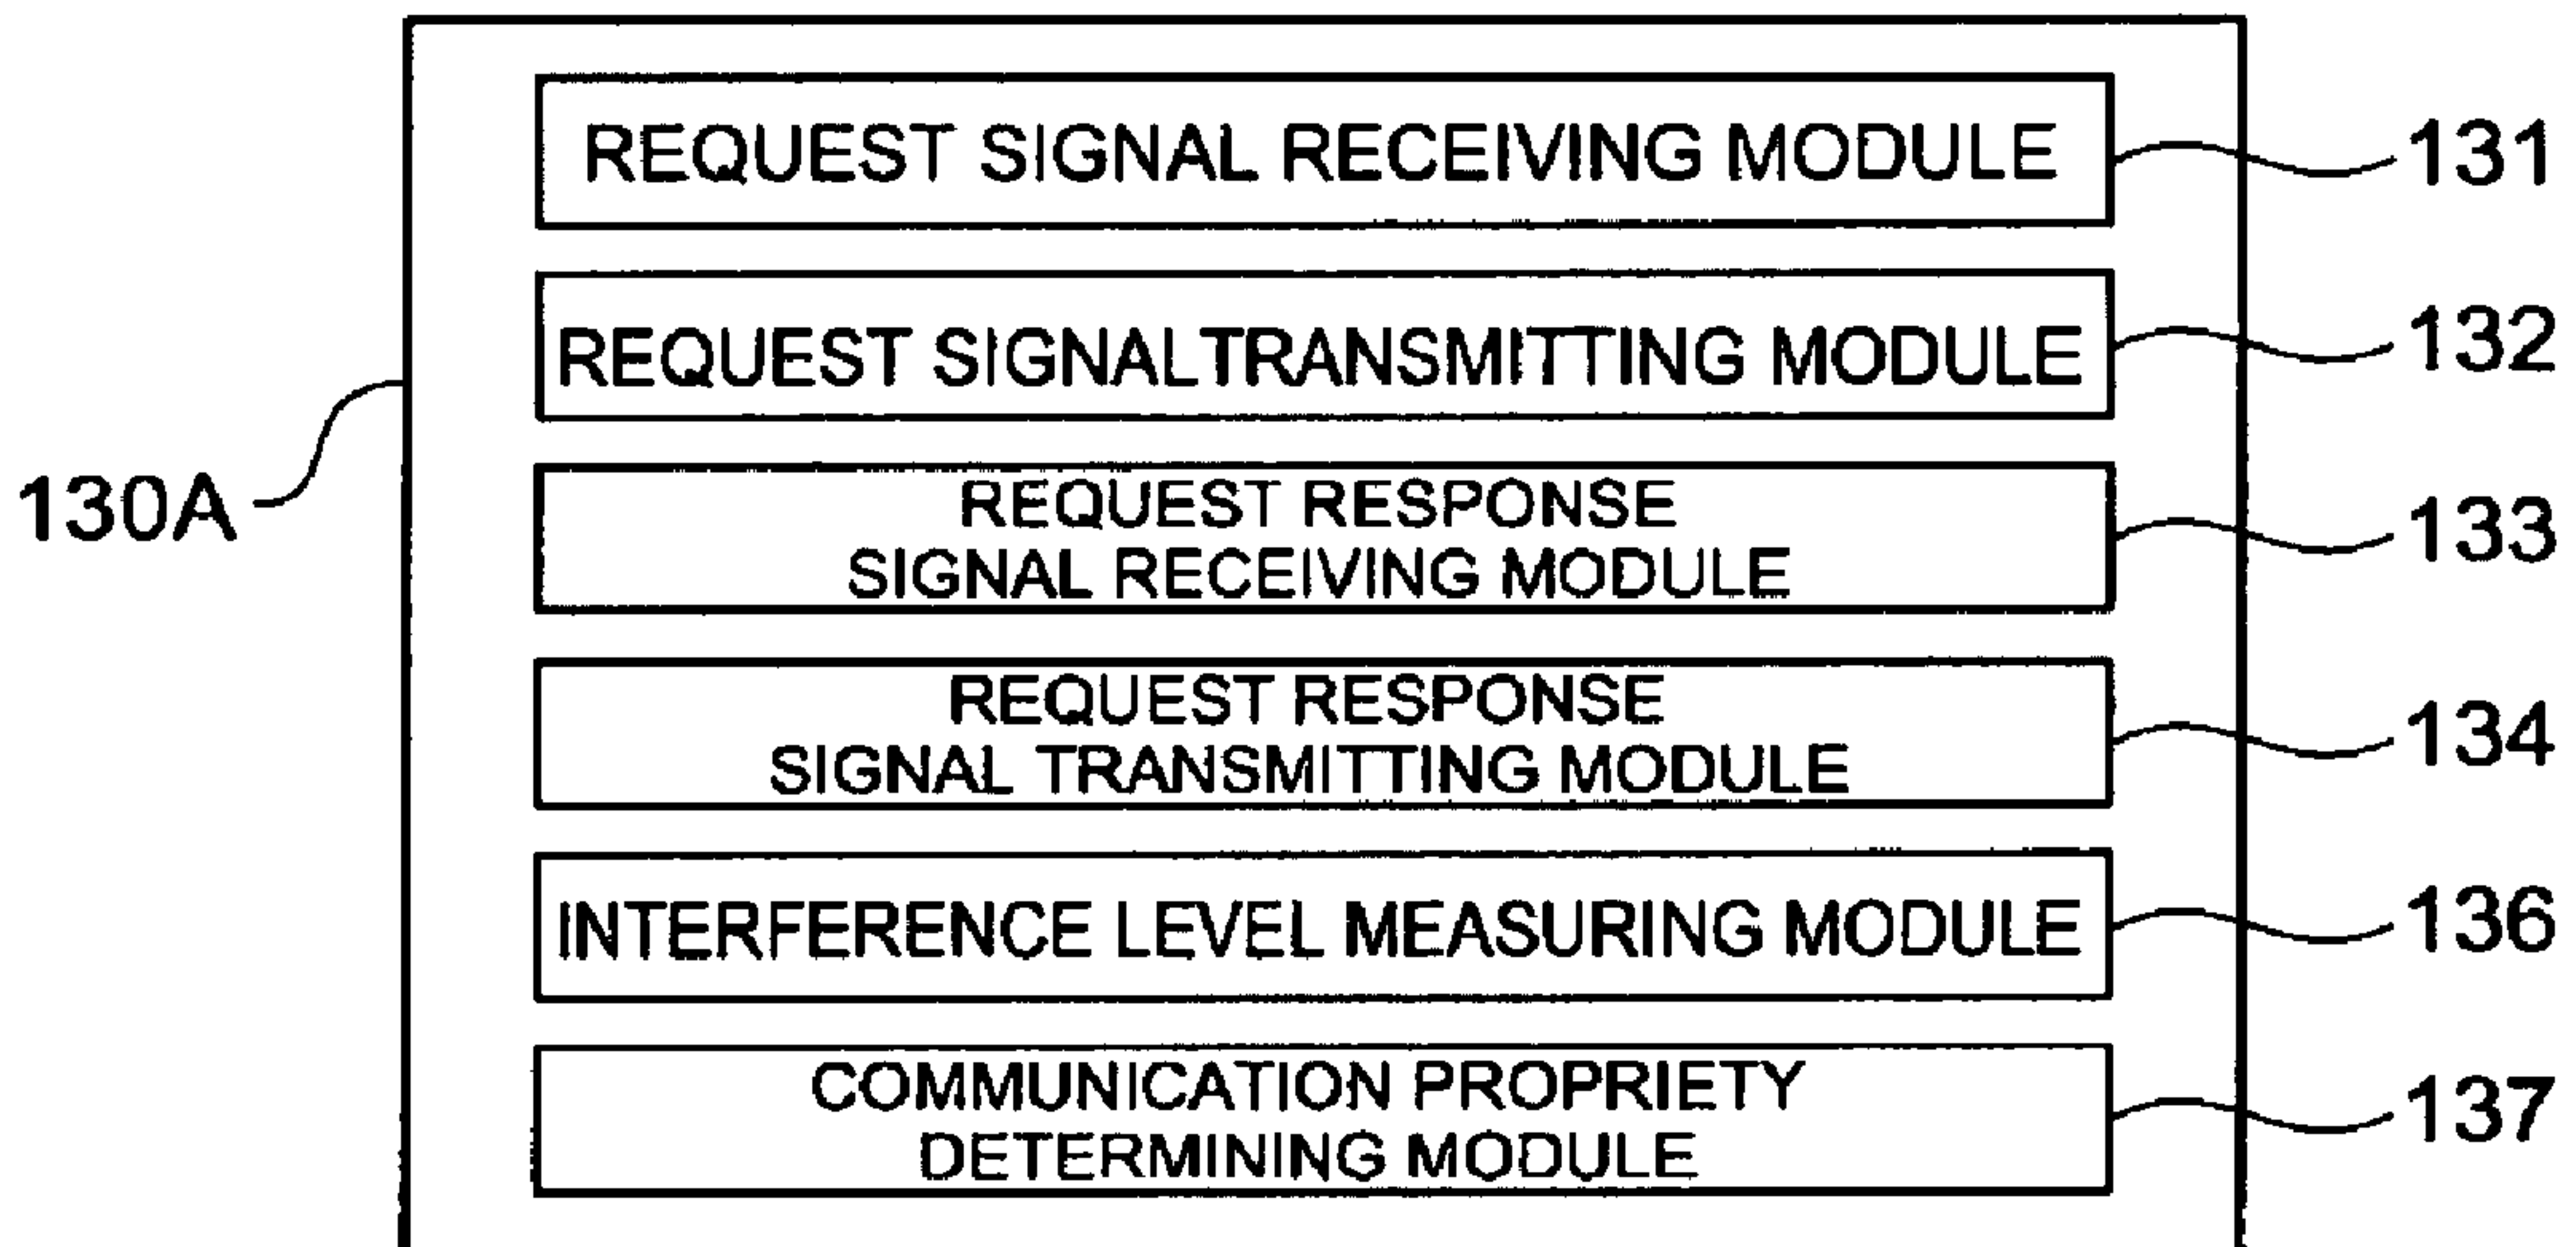 REQUEST SIGNAL RECEIVING MODULE
131
REQUEST SIGNALTRANSMITTING MODULE
132
130A
REQUEST RESPONSE
SIGNAL RECEIVING MODULE
133
REQUEST RESPONSE
SIGNAL TRANSMITTING MODULE
134
INTERFERENCE LEVEL MEASURING MODULE
136
COMMUNICATION PROPRIETY
DETERMINING MODULE
137